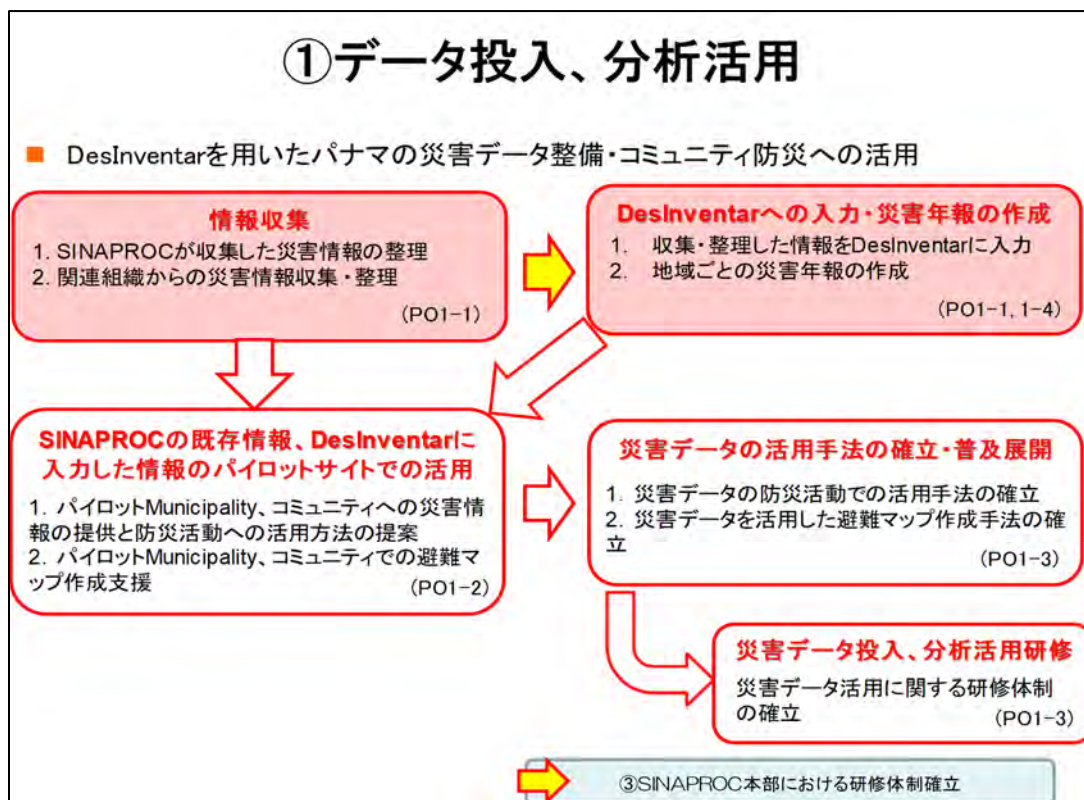 ①データ投入、分析活用
■ DesInventarを用いたパナマの災害データ整備・コミュニティ防災への活用
情報収集
1. SINAPROCが収集した災害情報の整理
2. 関連組織からの災害情報収集・整理
(PO1-1)
DesInventarへの入力・災害年報の作成
1. 収集・整理した情報をDesInventarに入力
2. 地域ごとの災害年報の作成
(PO1-1, 1-4)
SINAPROCの既存情報、DesInventarに
入力した情報のパイロットサイトでの活用
1. パイロットMunicipality、コミュニティへの災害情
報の提供と防災活動への活用方法の提案
2. パイロットMunicipality、コミュニティでの避難マ
ップ作成支援
(PO1-2)
災害データの活用手法の確立・普及展開
1. 災害データの防災活動での活用手法の確立
2. 災害データを活用した避難マップ作成手法の確
立
(PO1-3)
災害データ投入、分析活用研修
災害データ活用に関する研修体制
の確立
(PO1-3)
③SINAPROC本部における研修体制確立